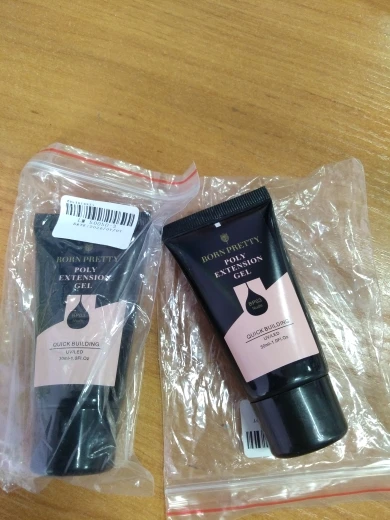 BORN PRETTY
POLY
EXTENSION
GEL
QUICK BUILDING
UV/LED
BORN PRETTY
POLY
EXTENSION
GEL
QUICK BUILDING
UV/LED